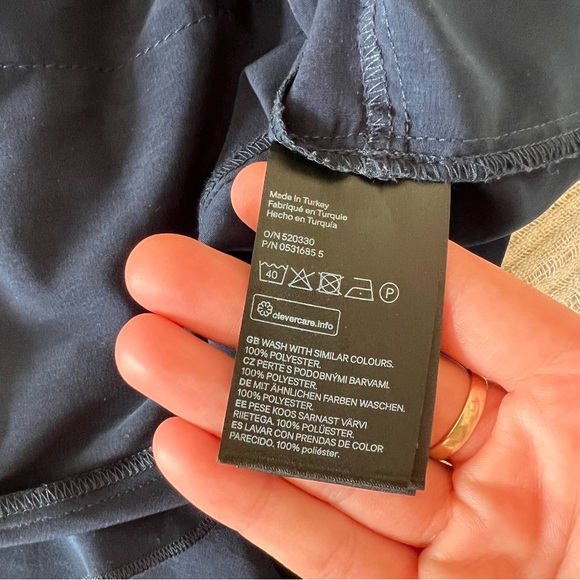 Made in Turkey
Fabriqué en Turquie
Hecho en Turquía
O/N 520330
P/N 0531685 5
40
P
clevercare.info
GB WASH WITH SIMILAR COLOURS.
100% POLYESTER.
CZ PERTE S PODOBNÝMI BARVAMI.
100% POLYESTER.
DE MIT ÄHNLICHEN FARBEN WASCHEN.
100% POLYESTER.
EE PESE KOOS SARNAST VÄRVI
RIIETEGA. 100% POLÜESTER.
ES LAVAR CON PRENDAS DE COLOR
PARECIDO. 100% poliéster.